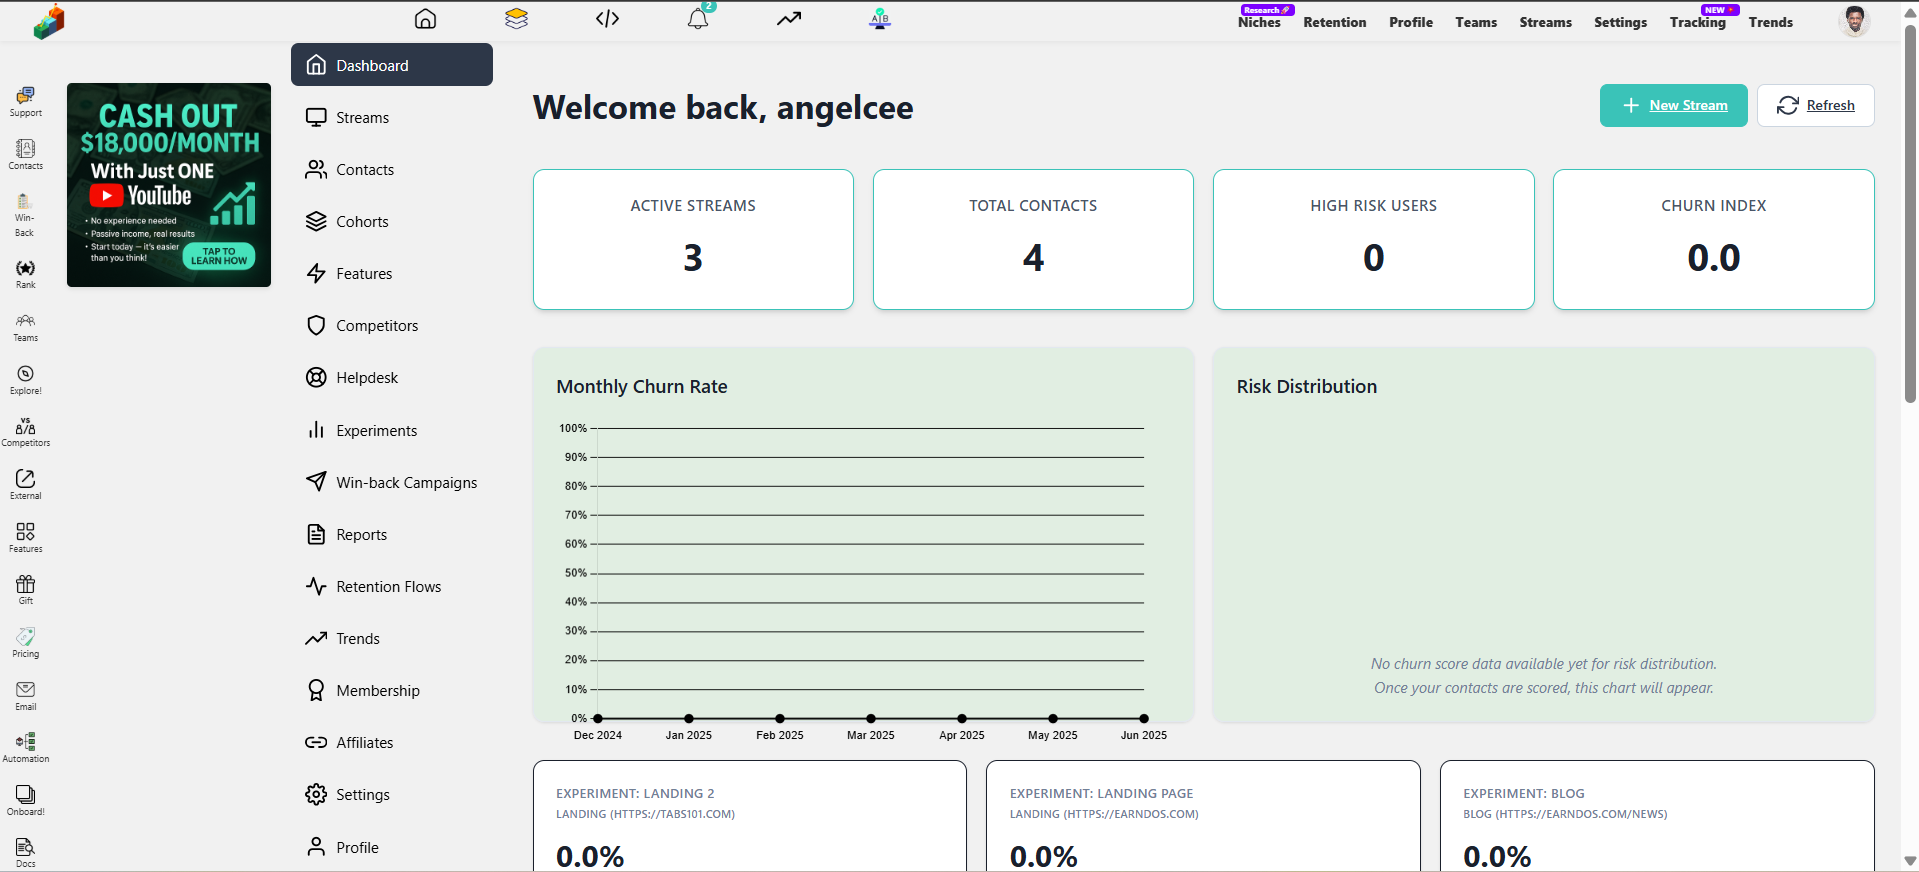 2
Research
Niches
Retention
Profile
Teams
Streams
Settings
NEW
Tracking
Trends
Support
Contacts
Win-
Back
Rank
Teams
Explore!
VS
Competitors
External
Features
Gift
Pricing
Email
Automation
Onboard!
Docs
CASH OUT
$18,000/MONTH
With Just ONE
YouTube
• No experience needed
• Passive income, real results
• Start today — it's easier
than you think!
TAP TO
LEARN HOW
Dashboard
Streams
Contacts
Cohorts
Features
Competitors
Helpdesk
Experiments
Win-back Campaigns
Reports
Retention Flows
Trends
Membership
Affiliates
Settings
Profile
Welcome back, angelcee
New Stream
Refresh
ACTIVE STREAMS
3
TOTAL CONTACTS
4
HIGH RISK USERS
0
CHURN INDEX
0.0
Monthly Churn Rate
100%
90%
80%
70%
60%
50%
40%
30%
20%
10%
0%
Dec 2024
Jan 2025
Feb 2025
Mar 2025
Apr 2025
May 2025
Jun 2025
Risk Distribution
No churn score data available yet for risk distribution.
Once your contacts are scored, this chart will appear.
EXPERIMENT: LANDING 2
LANDING (HTTPS://TABS101.COM)
0.0%
EXPERIMENT: LANDING PAGE
LANDING (HTTPS://EARNDOS.COM)
0.0%
EXPERIMENT: BLOG
BLOG (HTTPS://EARNDOS.COM/NEWS)
0.0%